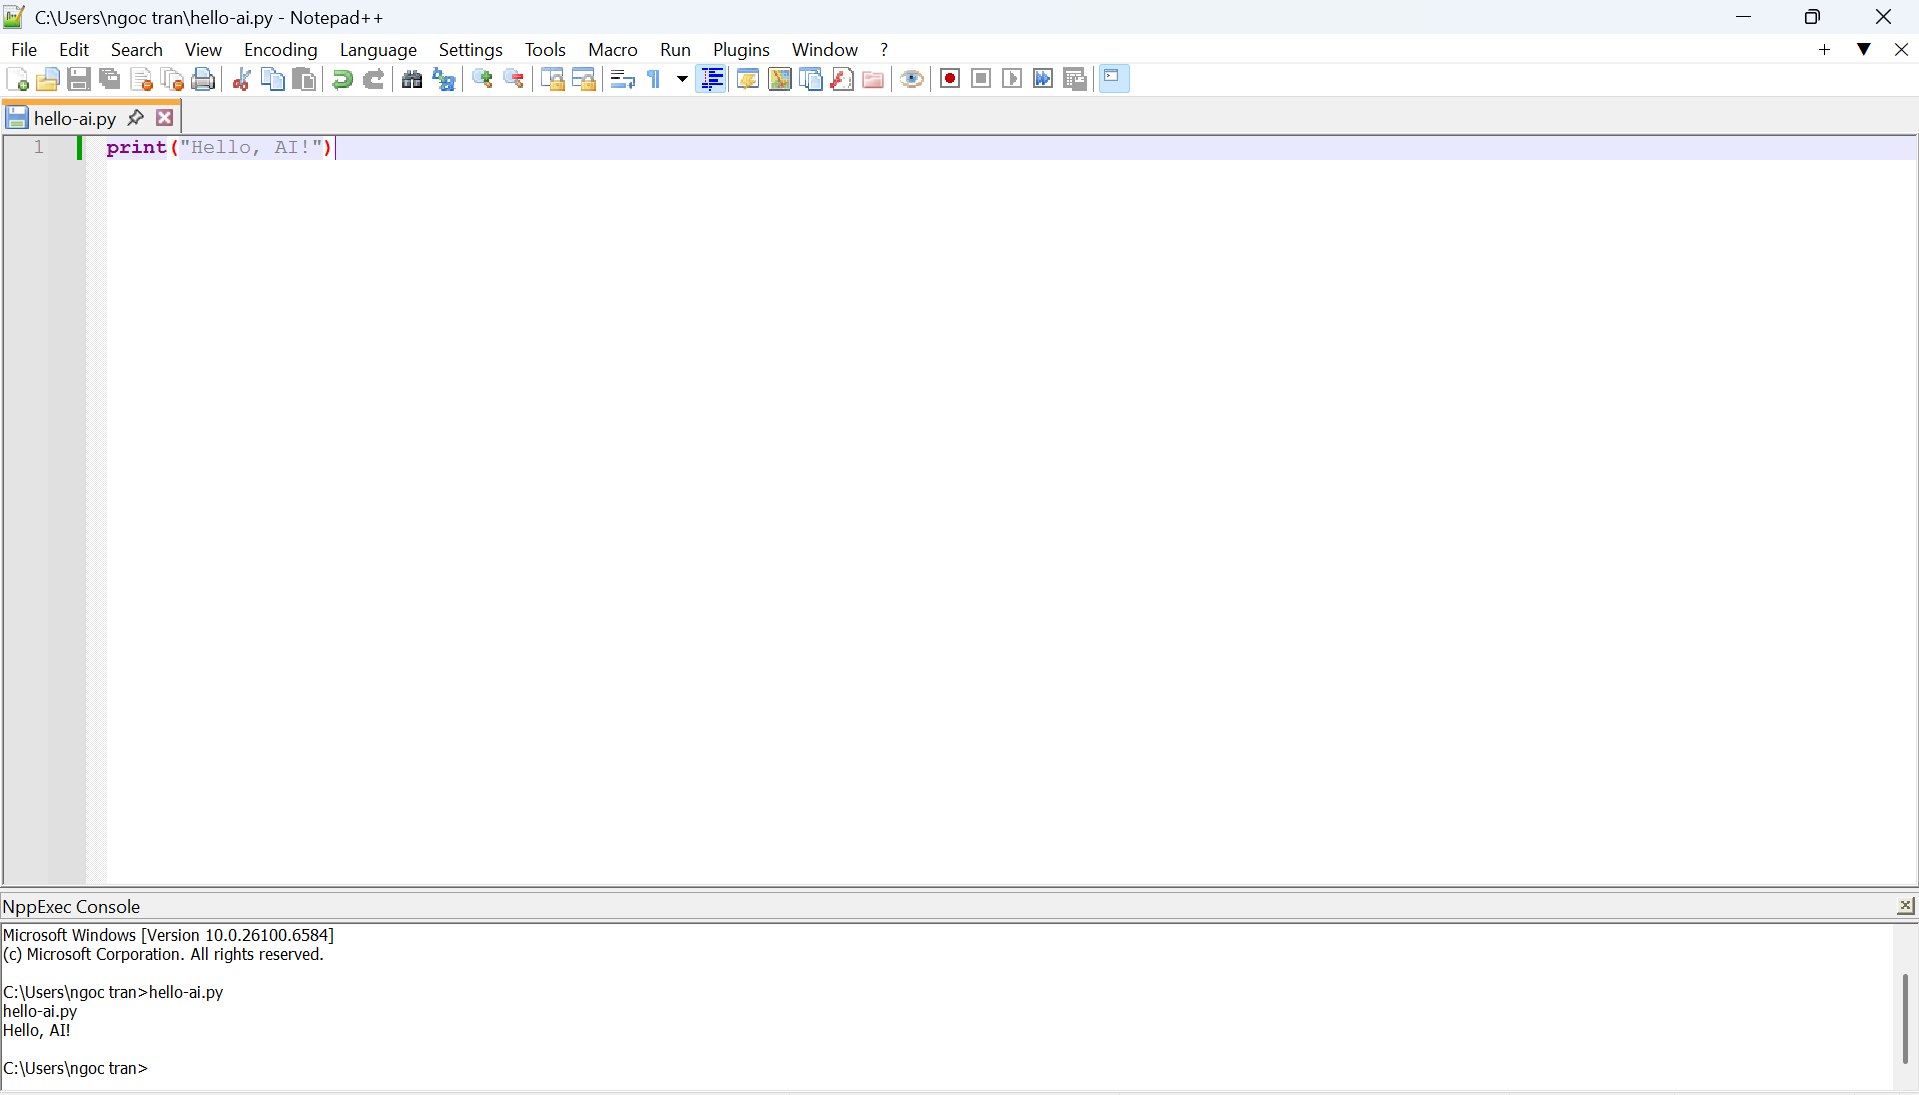 C:\Users\ngoc tran\hello-ai.py - Notepad++
File Edit Search View Encoding Language Settings Tools Macro Run Plugins Window ?
hello-ai.py
1 print("Hello, AI!")
NppExec Console
Microsoft Windows [Version 10.0.26100.6584]
(c) Microsoft Corporation. All rights reserved.
C:\Users\ngoc tran>hello-ai.py
hello-ai.py
Hello, AI!
C:\Users\ngoc tran>